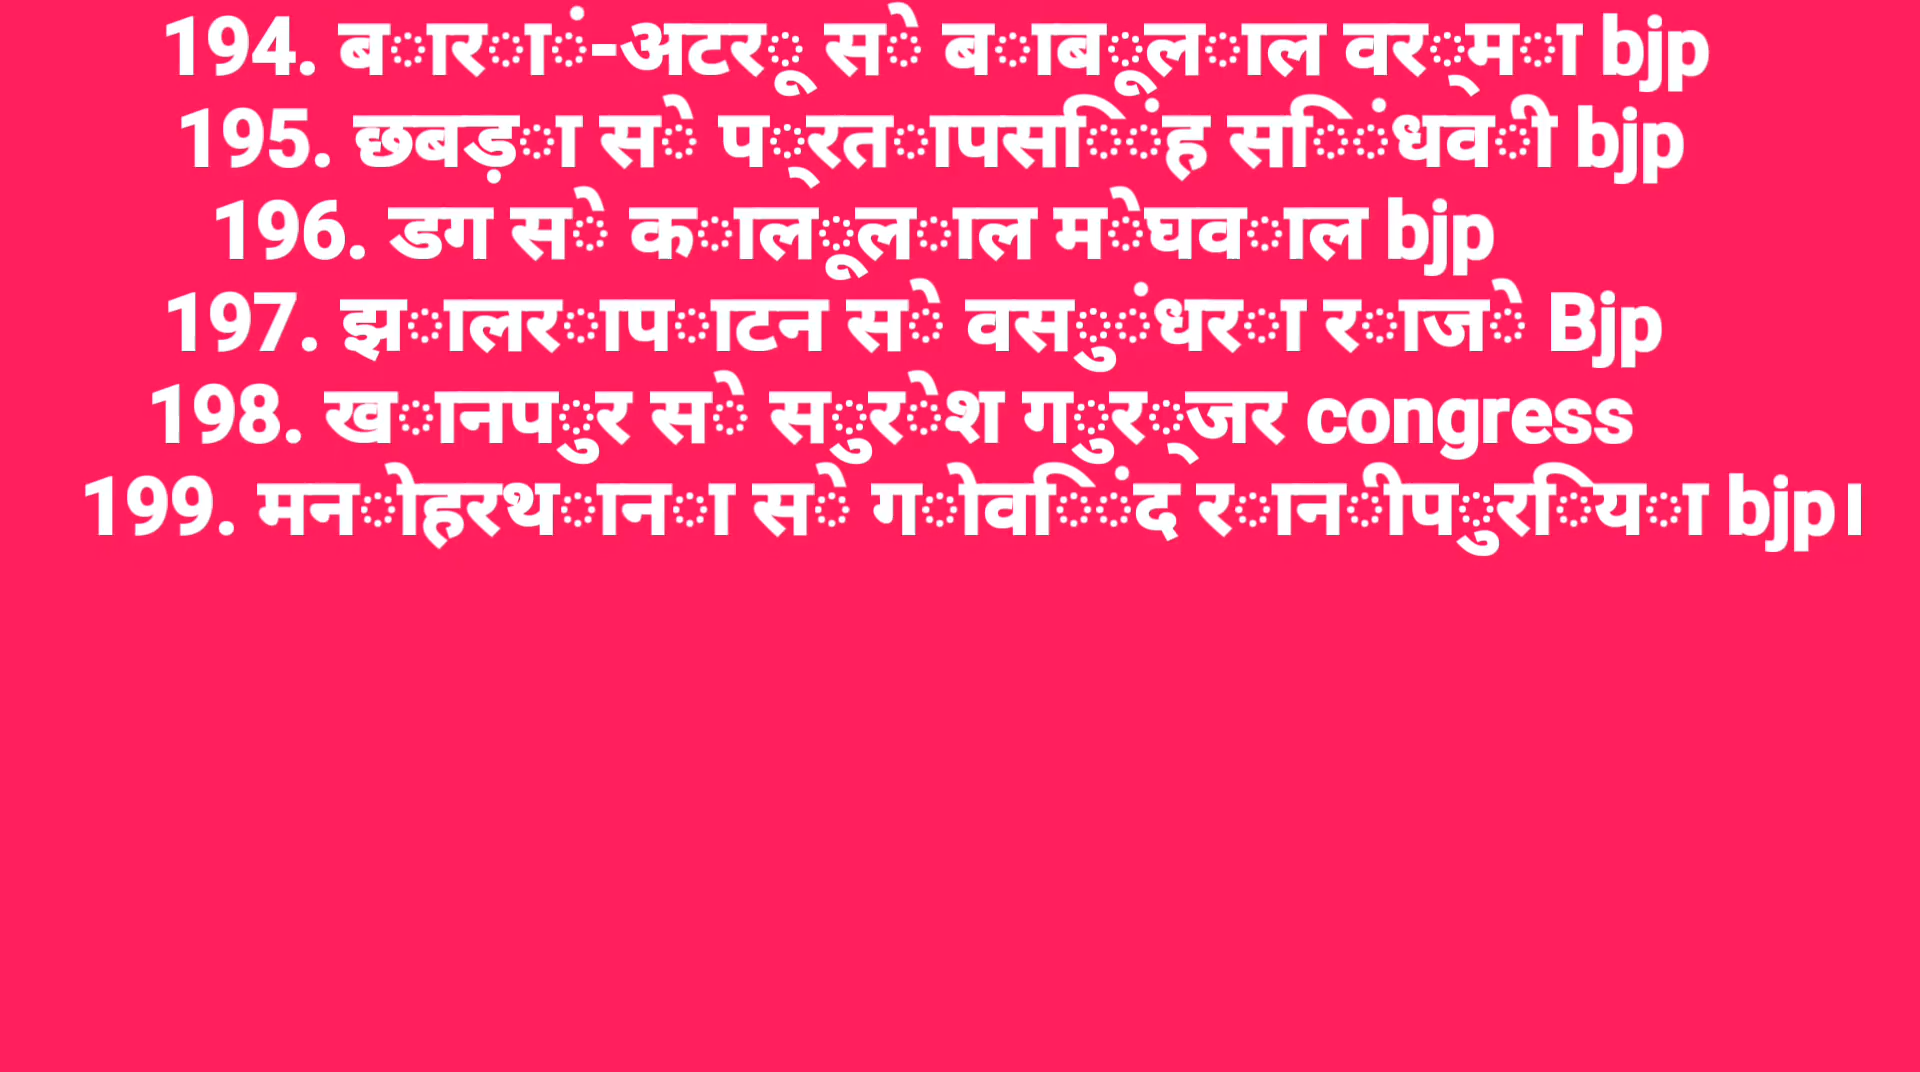 194. बारां-अटरू से बाबूलाल वर्मा bjp
195. छबड़ा से प्रतापसिंह सिंधवी bjp
196. डग से कालूलाल मेघवाल bjp
197. झालरापाटन से वसुंधरा राजे Bjp
198. खानपुर से सुरेश गुर्जर congress
199. मनोहरथाना से गोविंद रानीपुरिया bjp।